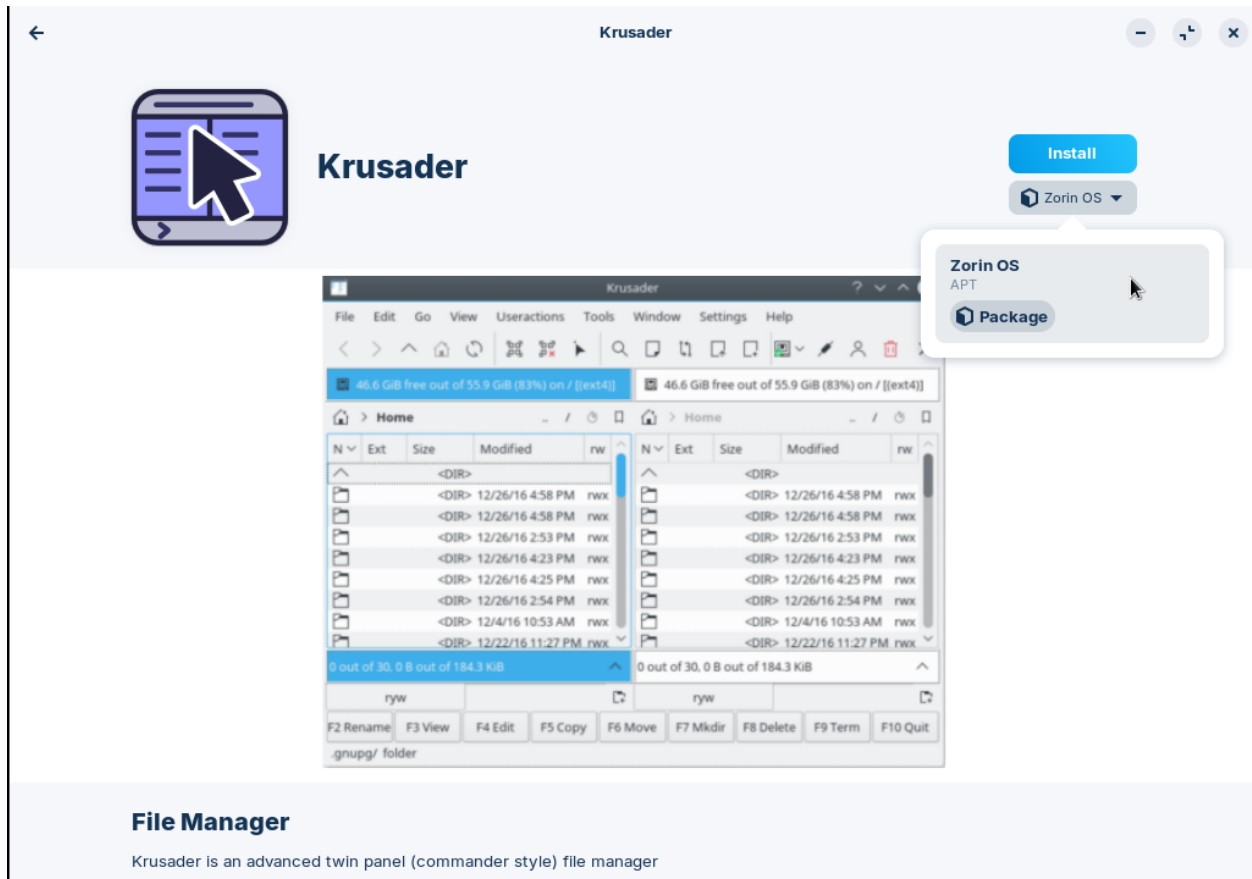 Krusader
Krusader
Install
Zorin OS
Zorin OS
APT
Package
Krusader
File Edit Go View Useractions Tools Window Settings Help
46.6 GiB free out of 55.9 GiB (83%) on / [(ext4)] 46.6 GiB free out of 55.9 GiB (83%) on / [(ext4)]
> Home .. / > Home .. /
N Ext Size Modified rw N Ext Size Modified rw
<DIR> <DIR>
<DIR> 12/26/16 4:58 PM rwx <DIR> 12/26/16 4:58 PM rwx
<DIR> 12/26/16 4:58 PM rwx <DIR> 12/26/16 4:58 PM rwx
<DIR> 12/26/16 2:53 PM rwx <DIR> 12/26/16 2:53 PM rwx
<DIR> 12/26/16 4:23 PM rwx <DIR> 12/26/16 4:23 PM rwx
<DIR> 12/26/16 4:25 PM rwx <DIR> 12/26/16 4:25 PM rwx
<DIR> 12/26/16 2:54 PM rwx <DIR> 12/26/16 2:54 PM rwx
<DIR> 12/4/16 10:53 AM rwx <DIR> 12/4/16 10:53 AM rwx
<DIR> 12/22/16 11:27 PM rwx <DIR> 12/22/16 11:27 PM rwx
0 out of 30, 0 B out of 184.3 KiB 0 out of 30, 0 B out of 184.3 KiB
ryw ryw
F2 Rename F3 View F4 Edit F5 Copy F6 Move F7 Mkdir F8 Delete F9 Term F10 Quit
.gnupg/ folder
File Manager
Krusader is an advanced twin panel (commander style) file manager